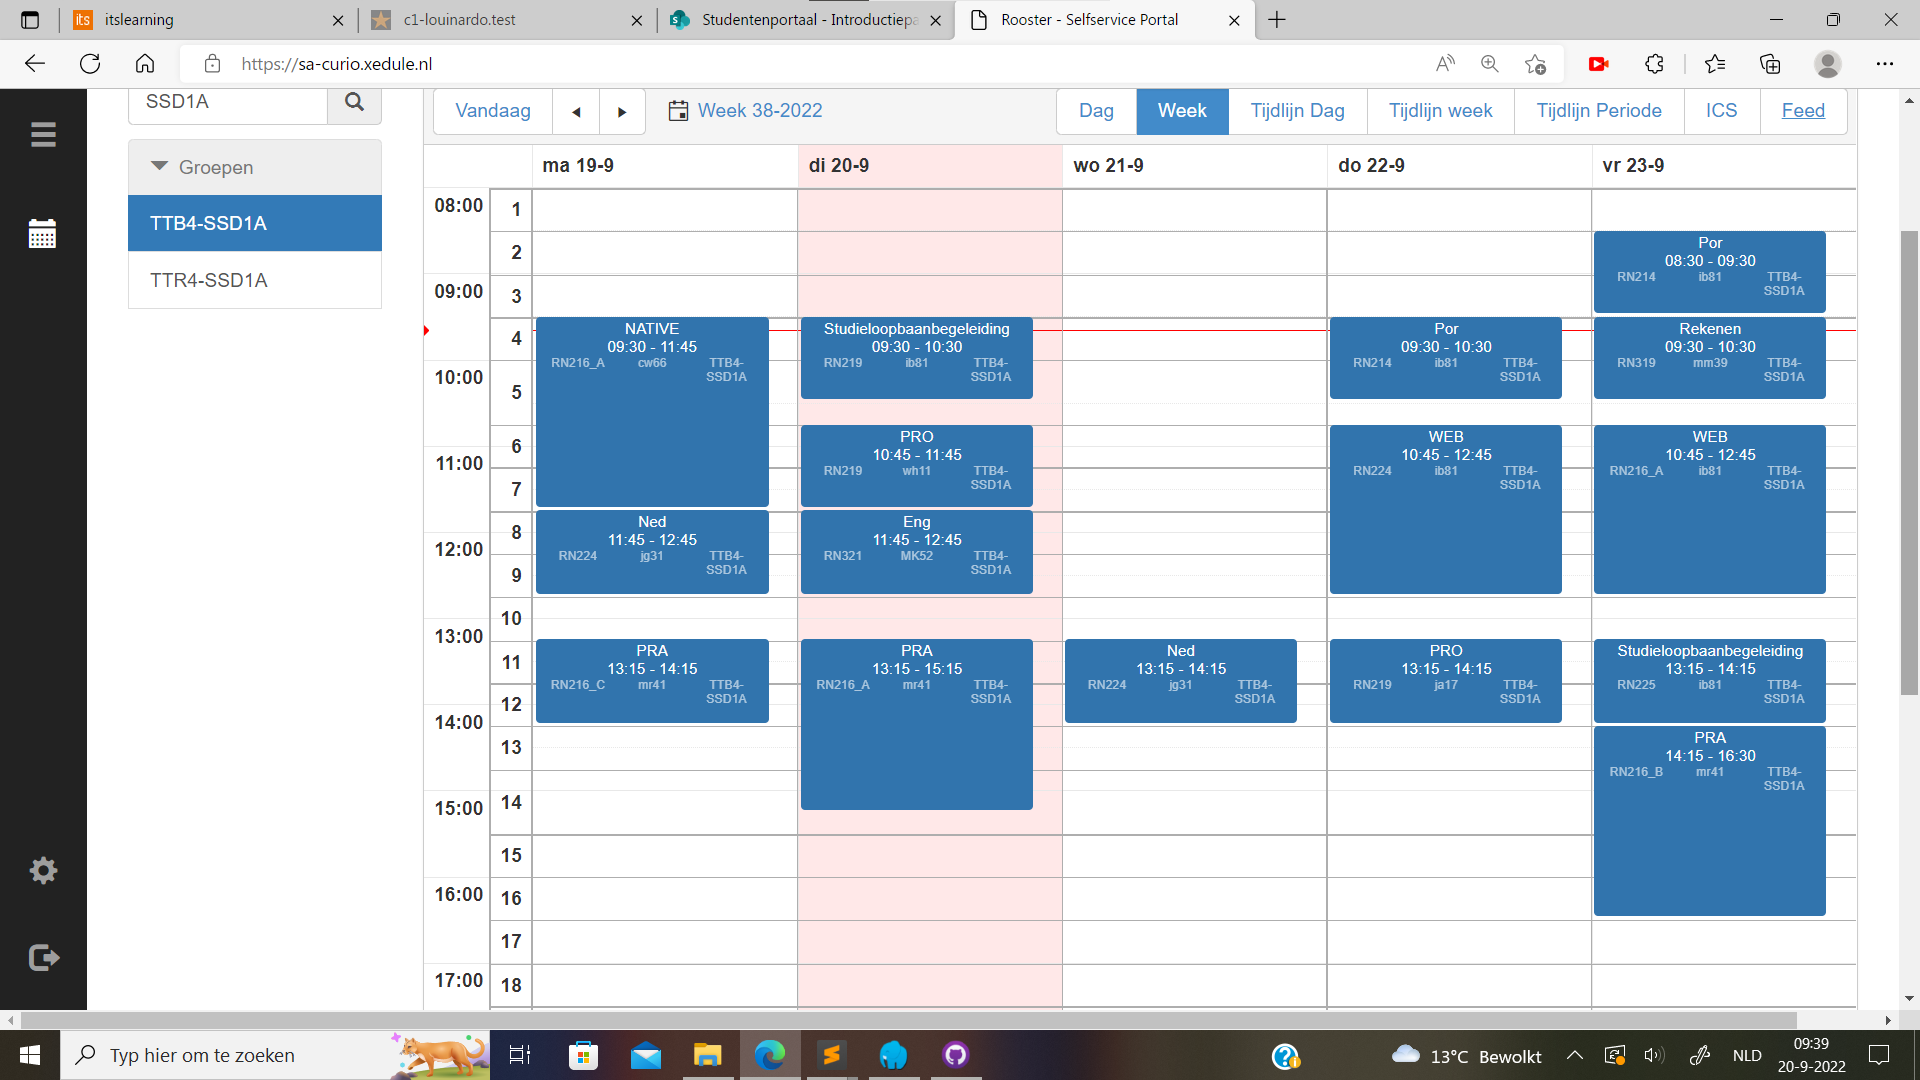 itslearning
c1-louinardo.test
Studentenportaal - Introductiepa
Rooster - Selfservice Portal
https://sa-curio.xedule.nl
SSD1A
Groepen
TTB4-SSD1A
TTR4-SSD1A
Vandaag
Week 38-2022
Dag
Week
Tijdlijn Dag
Tijdlijn week
Tijdlijn Periode
ICS
Feed
ma 19-9
di 20-9
wo 21-9
do 22-9
vr 23-9
08:00
09:00
10:00
11:00
12:00
13:00
14:00
15:00
16:00
17:00
1
2
3
4
5
6
7
8
9
10
11
12
13
14
15
16
17
18
NATIVE
09:30 - 11:45
RN216_A cw66 TTB4-
SSD1A
Ned
11:45 - 12:45
RN224 jg31 TTB4-
SSD1A
PRA
13:15 - 14:15
RN216_C mr41 TTB4-
SSD1A
Studieloopbaanbegeleiding
09:30 - 10:30
RN219 ib81 TTB4-
SSD1A
PRO
10:45 - 11:45
RN219 wh11 TTB4-
SSD1A
Eng
11:45 - 12:45
RN321 MK52 TTB4-
SSD1A
PRA
13:15 - 15:15
RN216_A mr41 TTB4-
SSD1A
Ned
13:15 - 14:15
RN224 jg31 TTB4-
SSD1A
Por
09:30 - 10:30
RN214 ib81 TTB4-
SSD1A
WEB
10:45 - 12:45
RN224 ib81 TTB4-
SSD1A
PRO
13:15 - 14:15
RN219 ja17 TTB4-
SSD1A
Por
08:30 - 09:30
RN214 ib81 TTB4-
SSD1A
Rekenen
09:30 - 10:30
RN319 mm39 TTB4-
SSD1A
WEB
10:45 - 12:45
RN216_A ib81 TTB4-
SSD1A
Studieloopbaanbegeleiding
13:15 - 14:15
RN225 ib81 TTB4-
SSD1A
PRA
14:15 - 16:30
RN216_B mr41 TTB4-
SSD1A
Typ hier om te zoeken
13°C Bewolkt
NLD
09:39
20-9-2022